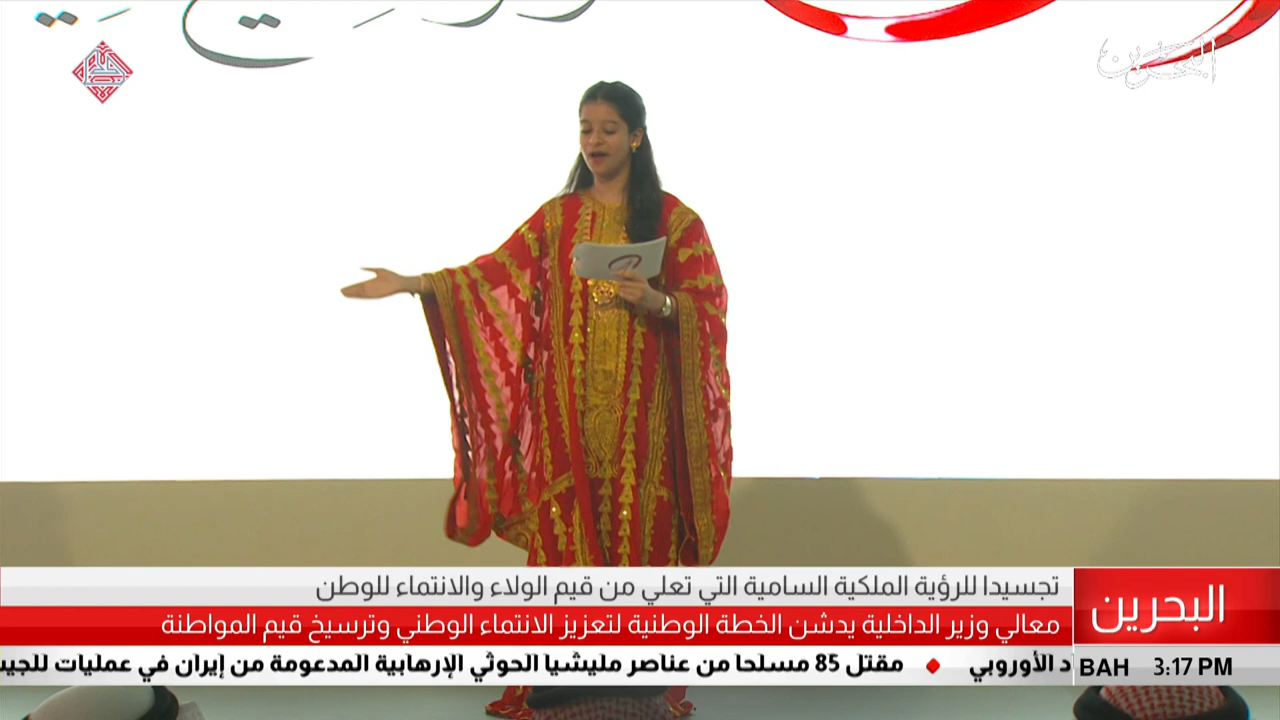 البحرين
تجسيدا للرؤية الملكية السامية التي تعلي من قيم الولاء والانتماء للوطن
البحرين
معالي وزير الداخلية يدشن الخطة الوطنية لتعزيز الانتماء الوطني وترسيخ قيم المواطنة
د الأوروبي ♦ مقتل 85 مسلحا من عناصر مليشيا الحوثي الإرهابية المدعومة من إيران في عمليات للجيش
BAH 3:17 PM